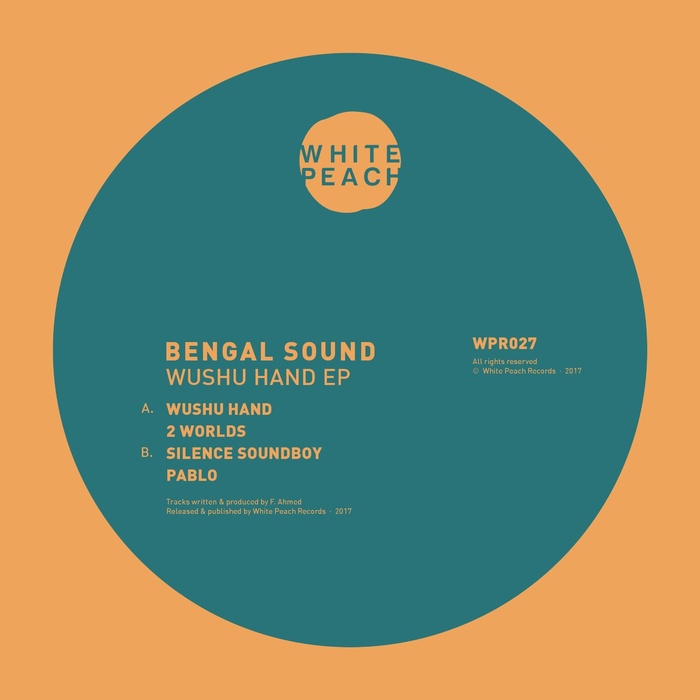 WHITE
PEACH
BENGAL SOUND
WUSHU HAND EP
WPR027
All rights reserved
© White Peach Records · 2017
A. WUSHU HAND
2 WORLDS
B. SILENCE SOUNDBOY
PABLO
Tracks written & produced by F. Ahmed
Released & published by White Peach Records · 2017